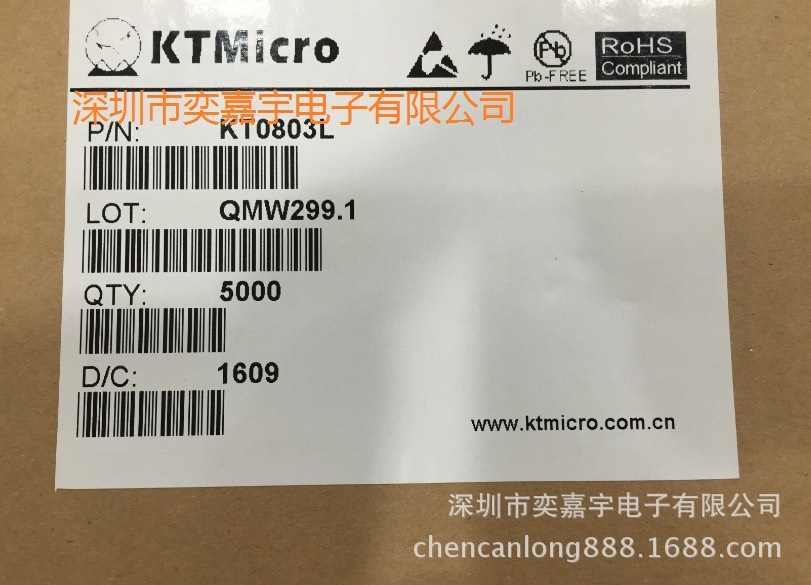 KTMicro
Pb
Pb-FREE
RoHS
Compliant
深圳市奕嘉宇电子有限公司
P/N: KT0803L
LOT: QMW299.1
QTY: 5000
D/C: 1609
www.ktmicro.com.cn
深圳市奕嘉宇电子有限公司
chencanlong888.1688.com